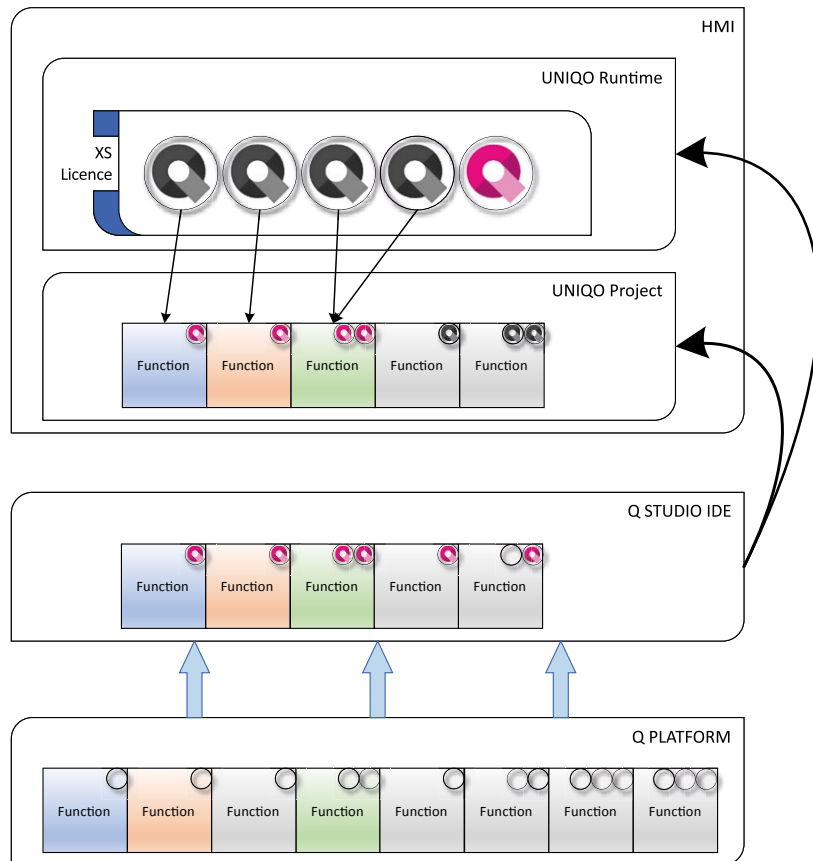 HMI
UNIQO Runtime
XS
Licence
UNIQO Project
Function
Function
Function
Function
Function
Q STUDIO IDE
Function
Function
Function
Function
Function
Q PLATFORM
Function
Function
Function
Function
Function
Function
Function
Function